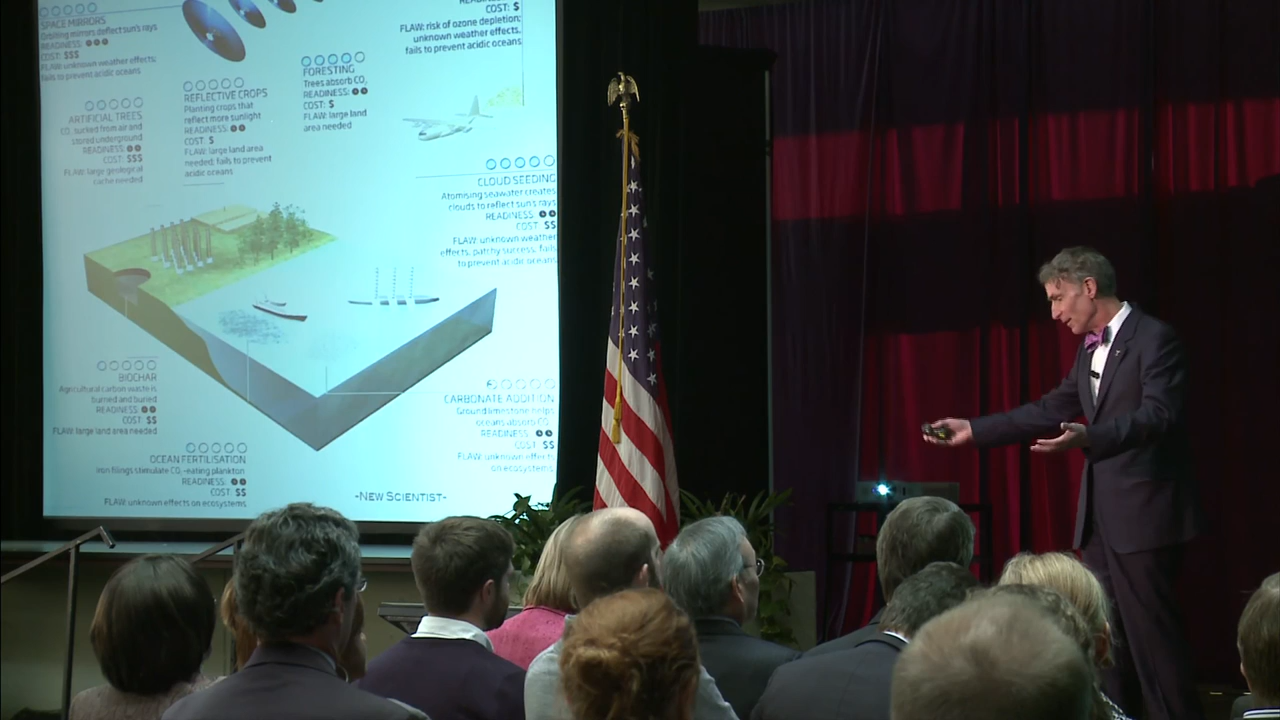 SPACE MIRRORS
Orbiting mirrors deflect sun's rays
READINESS:
COST: $$$
FLAW: unknown weather effects;
fails to prevent acidic oceans
COST: $
FLAW: risk of ozone depletion;
unknown weather effects,
fails to prevent acidic oceans
FORESTING
Trees absorb CO₂
READINESS:
COST: $
FLAW: large land
area needed
REFLECTIVE CROPS
Planting crops that
reflect more sunlight
READINESS:
COST: $
FLAW: large land area
needed, fails to prevent
acidic oceans
ARTIFICIAL TREES
CO₂ sucked from air and
stored underground
READINESS:
COST: $$$
FLAW: large geological
cache needed
CLOUD SEEDING
Atomising seawater creates
clouds to reflect sun's rays
READINESS:
COST: $$
FLAW: unknown weather
effects, patchy success, fails
to prevent acidic oceans
BIOCHAR
Agricultural carbon waste is
burned and buried
READINESS:
COST: $$
FLAW: large land area needed
CARBONATE ADDITION
Ground limestone helps
oceans absorb CO₂
READINESS:
COST: $$
FLAW: unknown effects
on ecosystems
OCEAN FERTILISATION
Iron filings stimulate CO₂-eating plankton
READINESS:
COST: $$
FLAW: unknown effects on ecosystems
-NEW SCIENTIST-